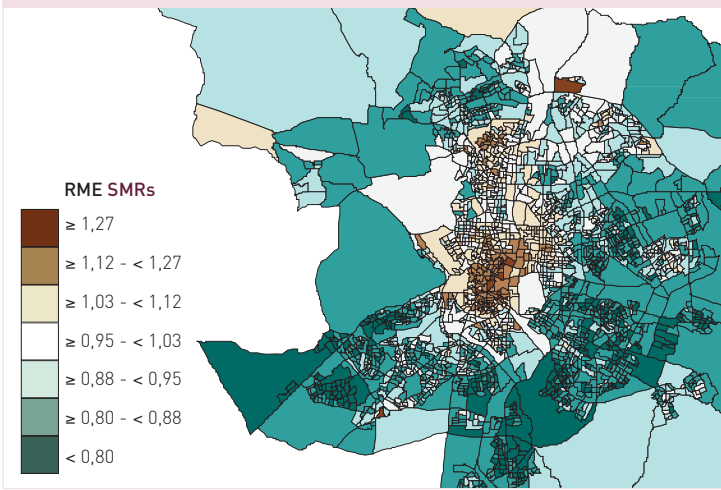 RME SMRs
≥ 1,27
≥ 1,12 - < 1,27
≥ 1,03 - < 1,12
≥ 0,95 - < 1,03
≥ 0,88 - < 0,95
≥ 0,80 - < 0,88
< 0,80